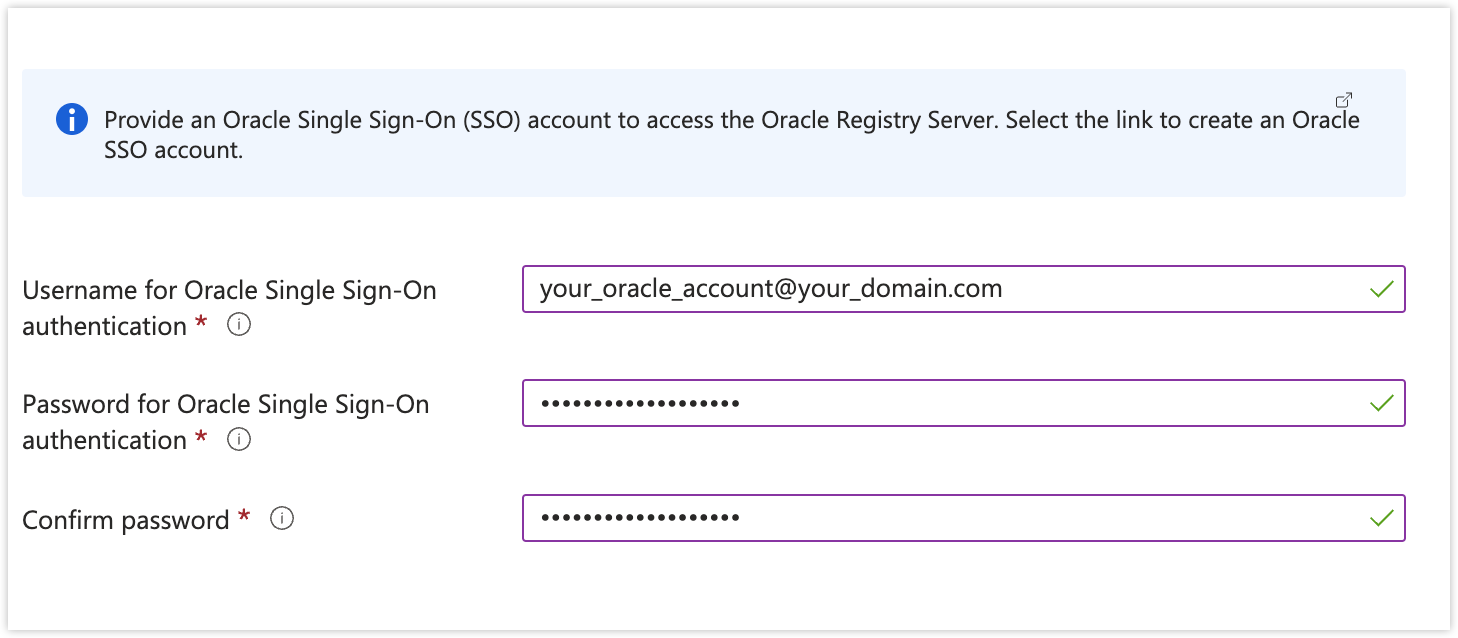 Provide an Oracle Single Sign-On (SSO) account to access the Oracle Registry Server. Select the link to create an Oracle
SSO account.
Username for Oracle Single Sign-On
authentication *
your_oracle_account@your_domain.com
Password for Oracle Single Sign-On
authentication *
•••••••••••••••••••
Confirm password *
•••••••••••••••••••